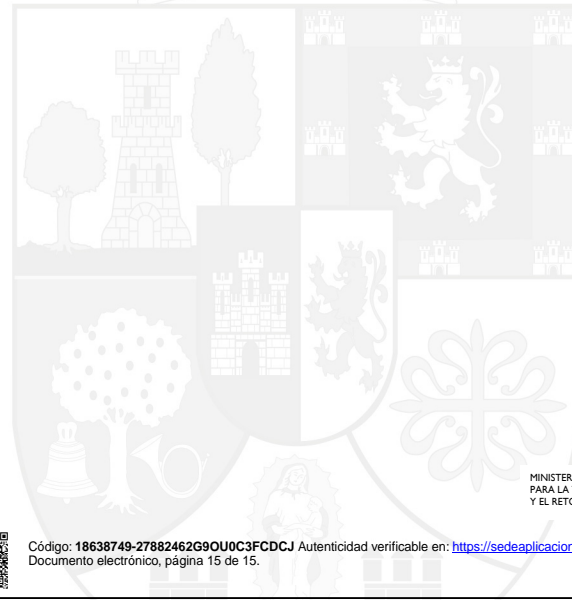 MINISTER
PARA LA
Y EL RETO
Código: 18638749-27882462G9OU0C3FCDCJ Autenticidad verificable en: https://sedeaplicacion
Documento electrónico, página 15 de 15.